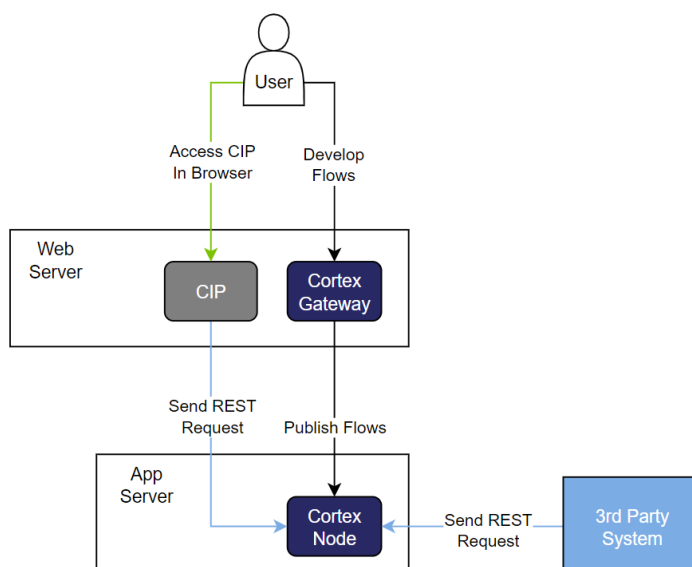 User
Access CIP
In Browser
Develop
Flows
Web
Server
CIP
Cortex
Gateway
Send REST
Request
Publish Flows
App
Server
Cortex
Node
Send REST
Request
3rd Party
System